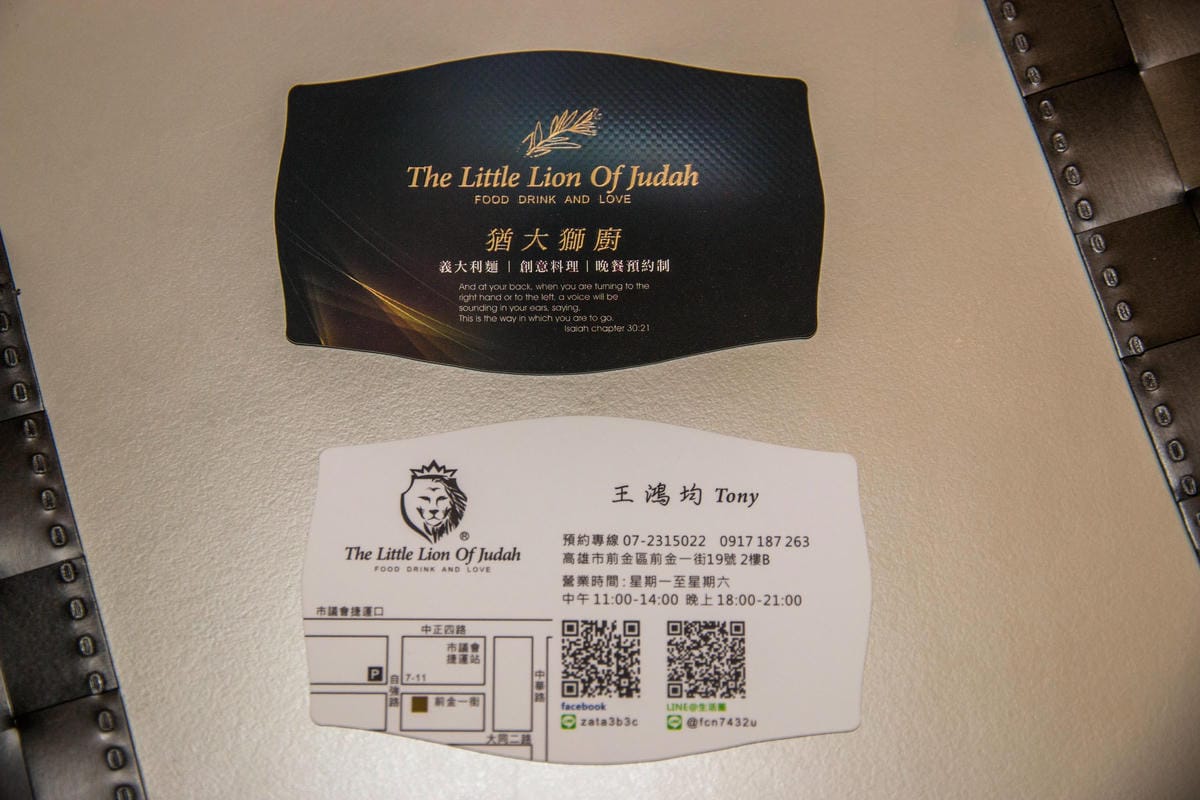 The Little Lion Of Judah
FOOD DRINK AND LOVE
猶大獅廚
義大利麵 | 創意料理 | 晚餐預約制
And at your back, when you are turning to the
right hand or to the left, a voice will be
sounding in your ears, saying,
This is the way in which you are to go.
Isaiah chapter 30:21
®
The Little Lion Of Judah
FOOD DRINK AND LOVE
王鴻均 Tony
預約專線 07-2315022 0917 187 263
高雄市前金區前金一街19號 2樓B
營業時間 : 星期一至星期六
中午 11:00-14:00 晚上 18:00-21:00
市議會捷運口
中正四路
市議會
捷運站
P
7-11
自強路
前金一街
中華路
大同二路
facebook
zata3b3c
LINE@生活圈
@fcn7432u